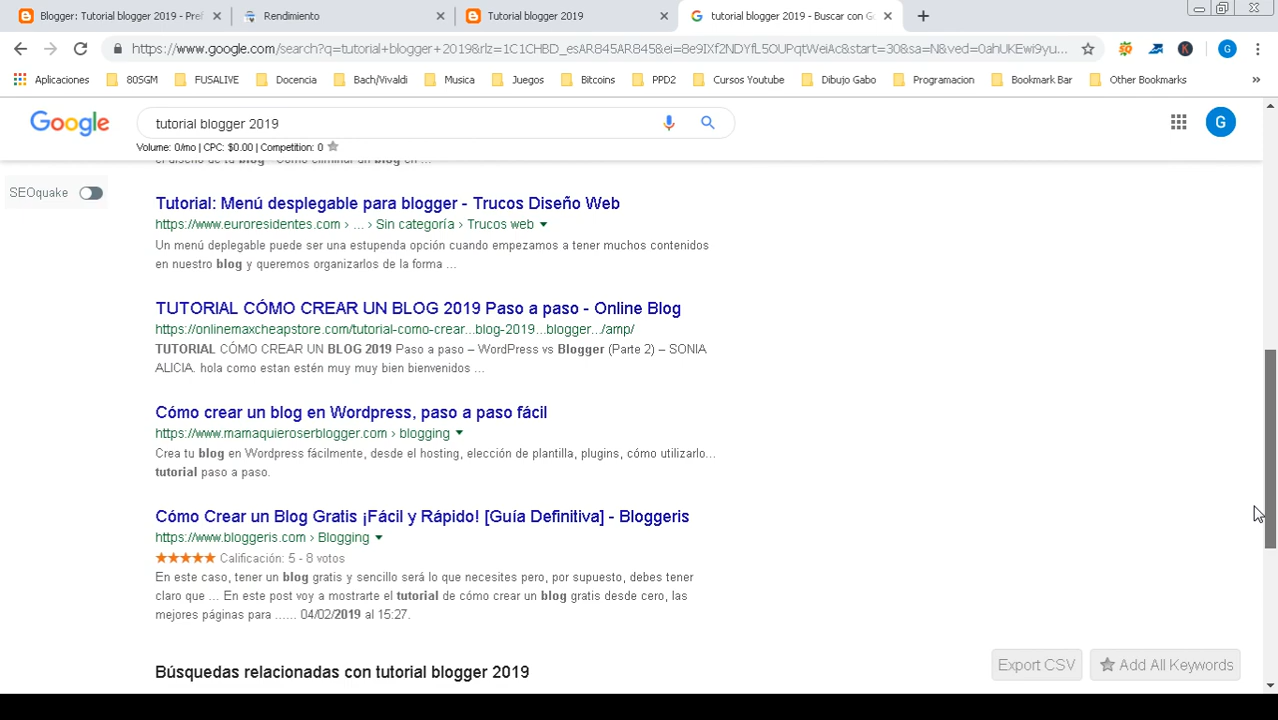 Blogger: Tutorial blogger 2019 - Pref
Rendimiento
Tutorial blogger 2019
tutorial blogger 2019 - Buscar con Go
https://www.google.com/search?q=tutorial+blogger+2019&rlz=1C1CHBD_esAR845AR845&ei=8e9IXf2NDYfL5OUPqtWeiAc&start=30&sa=N&ved=0ahUKEwi9yu...
Aplicaciones 80SGM FUSALIVE Docencia Bach/Vivaldi Musica Juegos Bitcoins PPD2 Cursos Youtube Dibujo Gabo Programacion Bookmark Bar Other Bookmarks »
Google tutorial blogger 2019 G
Volume: 0/mo | CPC: $0.00 | Competition: 0
el diseño de tu blog - Cómo eliminar un blog en ...
SEOquake
Tutorial: Menú desplegable para blogger - Trucos Diseño Web
https://www.euroresidentes.com › ... › Sin categoría › Trucos web
Un menú deplegable puede ser una estupenda opción cuando empezamos a tener muchos contenidos
en nuestro blog y queremos organizarlos de la forma ...
TUTORIAL CÓMO CREAR UN BLOG 2019 Paso a paso - Online Blog
https://onlinemaxcheapstore.com/tutorial-como-crear...blog-2019...blogger.../amp/
TUTORIAL CÓMO CREAR UN BLOG 2019 Paso a paso – WordPress vs Blogger (Parte 2) – SONIA
ALICIA. hola como estan estén muy muy bien bienvenidos ...
Cómo crear un blog en Wordpress, paso a paso fácil
https://www.mamaquieroserblogger.com › blogging
Crea tu blog en Wordpress fácilmente, desde el hosting, elección de plantilla, plugins, cómo utilizarlo...
tutorial paso a paso.
Cómo Crear un Blog Gratis ¡Fácil y Rápido! [Guía Definitiva] - Bloggeris
https://www.bloggeris.com › Blogging
Calificación: 5 - 8 votos
En este caso, tener un blog gratis y sencillo será lo que necesites pero, por supuesto, debes tener
claro que ... En este post voy a mostrarte el tutorial de cómo crear un blog gratis desde cero, las
mejores páginas para ...... 04/02/2019 al 15:27.
Búsquedas relacionadas con tutorial blogger 2019
Export CSV
Add All Keywords